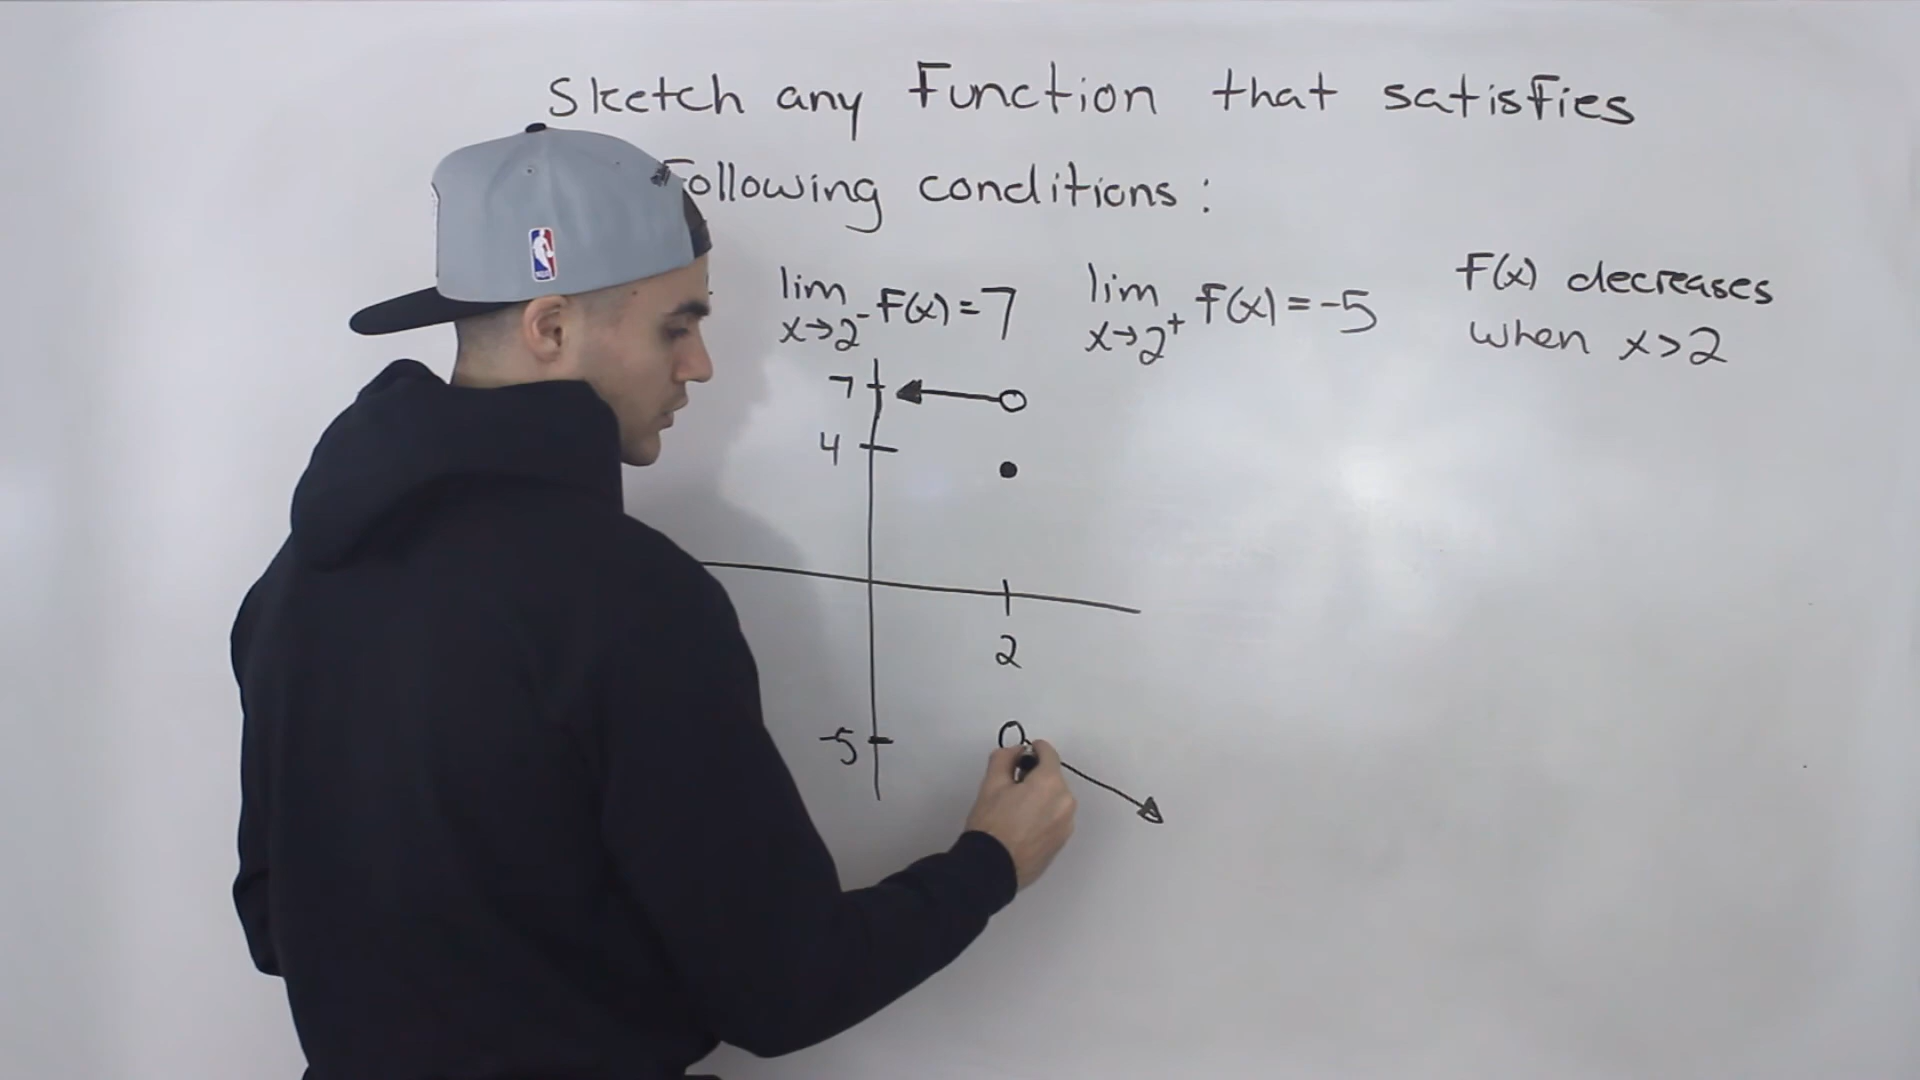 Sketch any Function that satisfies
Following conditions:
lim x→2⁻ F(x) = 7
lim x→2⁺ F(x) = -5
F(x) decreases
when x>2
7
4
2
-5